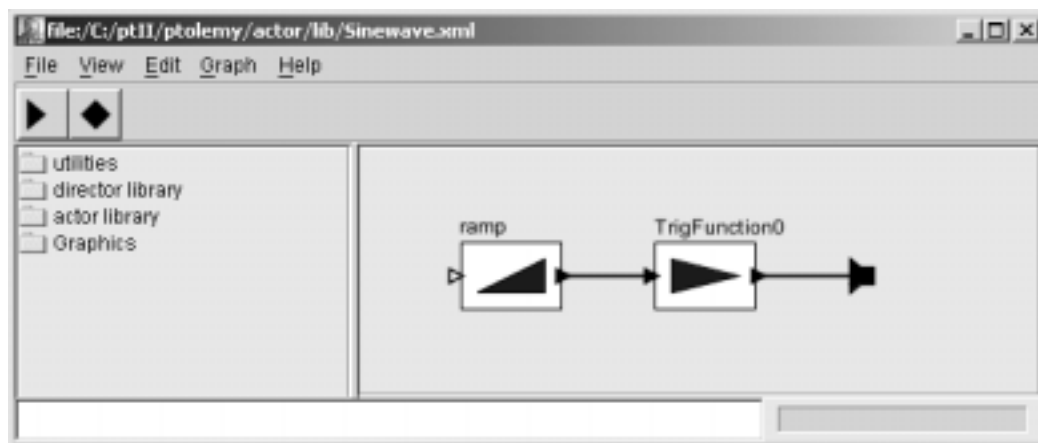 file:/C:/ptII/ptolemy/actor/lib/Sinewave.xml
File View Edit Graph Help
utilities
director library
actor library
Graphics
ramp
TrigFunction0